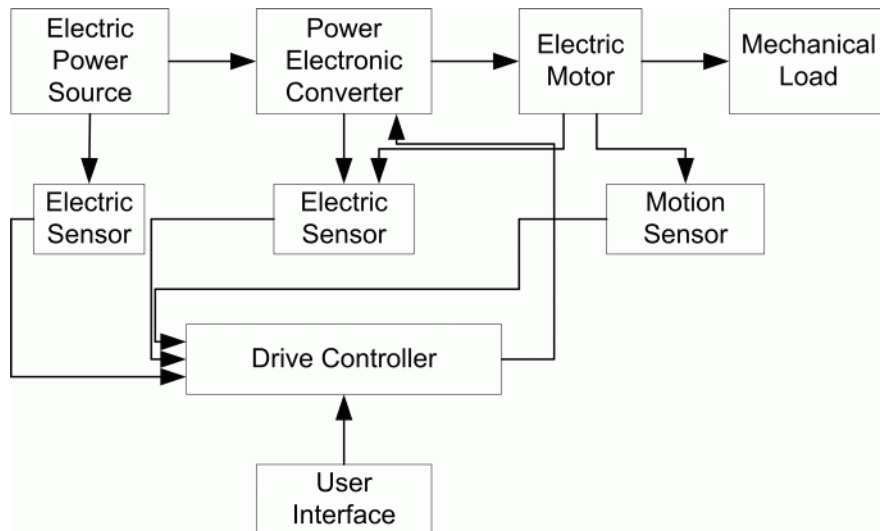 Electric
Power
Source
Power
Electronic
Converter
Electric
Motor
Mechanical
Load
Electric
Sensor
Electric
Sensor
Motion
Sensor
Drive Controller
User
Interface